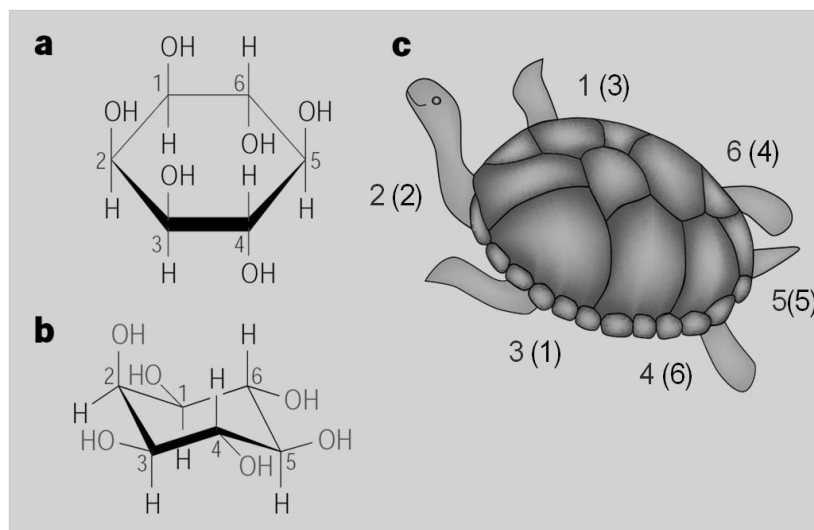 a
OH H
1 6
OH OH
H OH
2 OH H 5
H H
3 4
H OH
b
OH H
HO
2 1 6
H OH
H
HO OH
3 H 4 OH 5
H H
c
1 (3)
6 (4)
2 (2)
5(5)
3 (1)
4 (6)